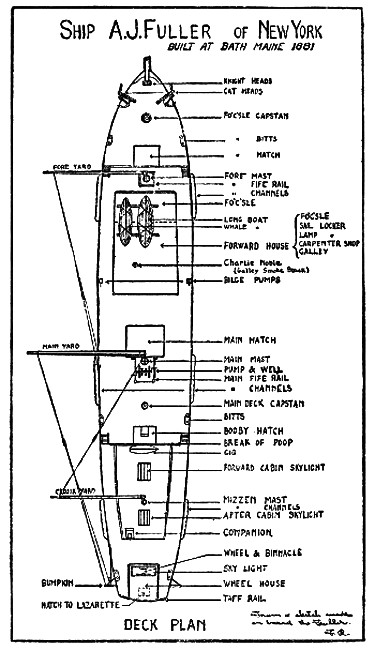 SHIP A.J. FULLER OF NEW YORK
BUILT AT BATH MAINE 1881
KNIGHT HEADS
CAT HEADS
FOC'SLE CAPSTAN
" BITTS
" HATCH
FORE YARD
FORE MAST
" FIFE RAIL
" CHANNELS
FOC'SLE
LONG BOAT
WHALE "
FORWARD HOUSE
FOC'SLE
SAIL LOCKER
LAMP "
CARPENTER SHOP
GALLEY
Charlie Noble
(Galley Smoke Stack)
BILGE PUMPS
MAIN HATCH
MAIN YARD
MAIN MAST
PUMP & WELL
MAIN FIFE RAIL
" CHANNELS
MAIN DECK CAPSTAN
BITTS
BOOBY HATCH
BREAK OF POOP
GIG
FORWARD CABIN SKYLIGHT
YARD
MIZZEN MAST
" CHANNELS
AFTER CABIN SKYLIGHT
COMPANION
WHEEL & BINNACLE
SKY LIGHT
BUMPKIN
WHEEL HOUSE
HATCH TO LAZARETTE
TAFF RAIL
DECK PLAN
From a sketch made
on board the Fuller.